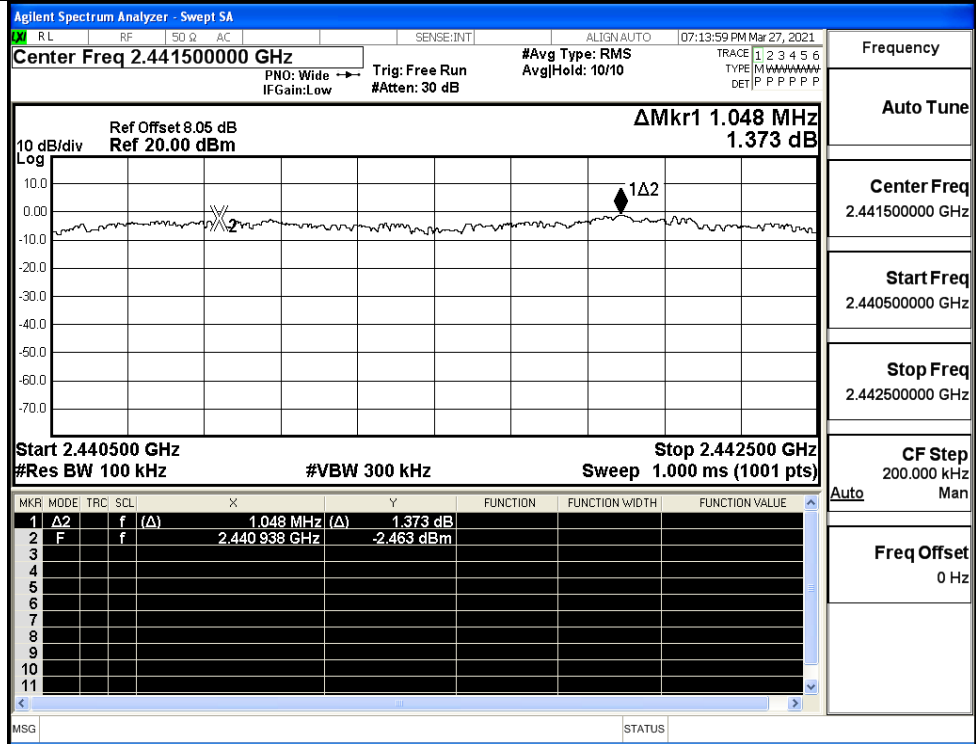 Agilent Spectrum Analyzer - Swept SA
LXI RL RF 50 Ω AC SENSE:INT ALIGN AUTO 07:13:59 PM Mar 27, 2021
Center Freq 2.441500000 GHz
PNO: Wide
IFGain:Low
Trig: Free Run
#Atten: 30 dB
#Avg Type: RMS
Avg|Hold: 10/10
TRACE 1 2 3 4 5 6
TYPE M WWWWW
DET P P P P P P
10 dB/div
Log
Ref Offset 8.05 dB
Ref 20.00 dBm
ΔMkr1 1.048 MHz
1.373 dB
10.0
0.00
-10.0
-20.0
-30.0
-40.0
-50.0
-60.0
-70.0
1Δ2
2
Start 2.440500 GHz
Stop 2.442500 GHz
#Res BW 100 kHz
#VBW 300 kHz
Sweep 1.000 ms (1001 pts)
MKR MODE TRC SCL X Y FUNCTION FUNCTION WIDTH FUNCTION VALUE
1 Δ2 f (Δ) 1.048 MHz (Δ) 1.373 dB
2 F f 2.440 938 GHz -2.463 dBm
3
4
5
6
7
8
9
10
11
MSG
STATUS
Frequency
Auto Tune
Center Freq
2.441500000 GHz
Start Freq
2.440500000 GHz
Stop Freq
2.442500000 GHz
CF Step
200.000 kHz
Auto Man
Freq Offset
0 Hz